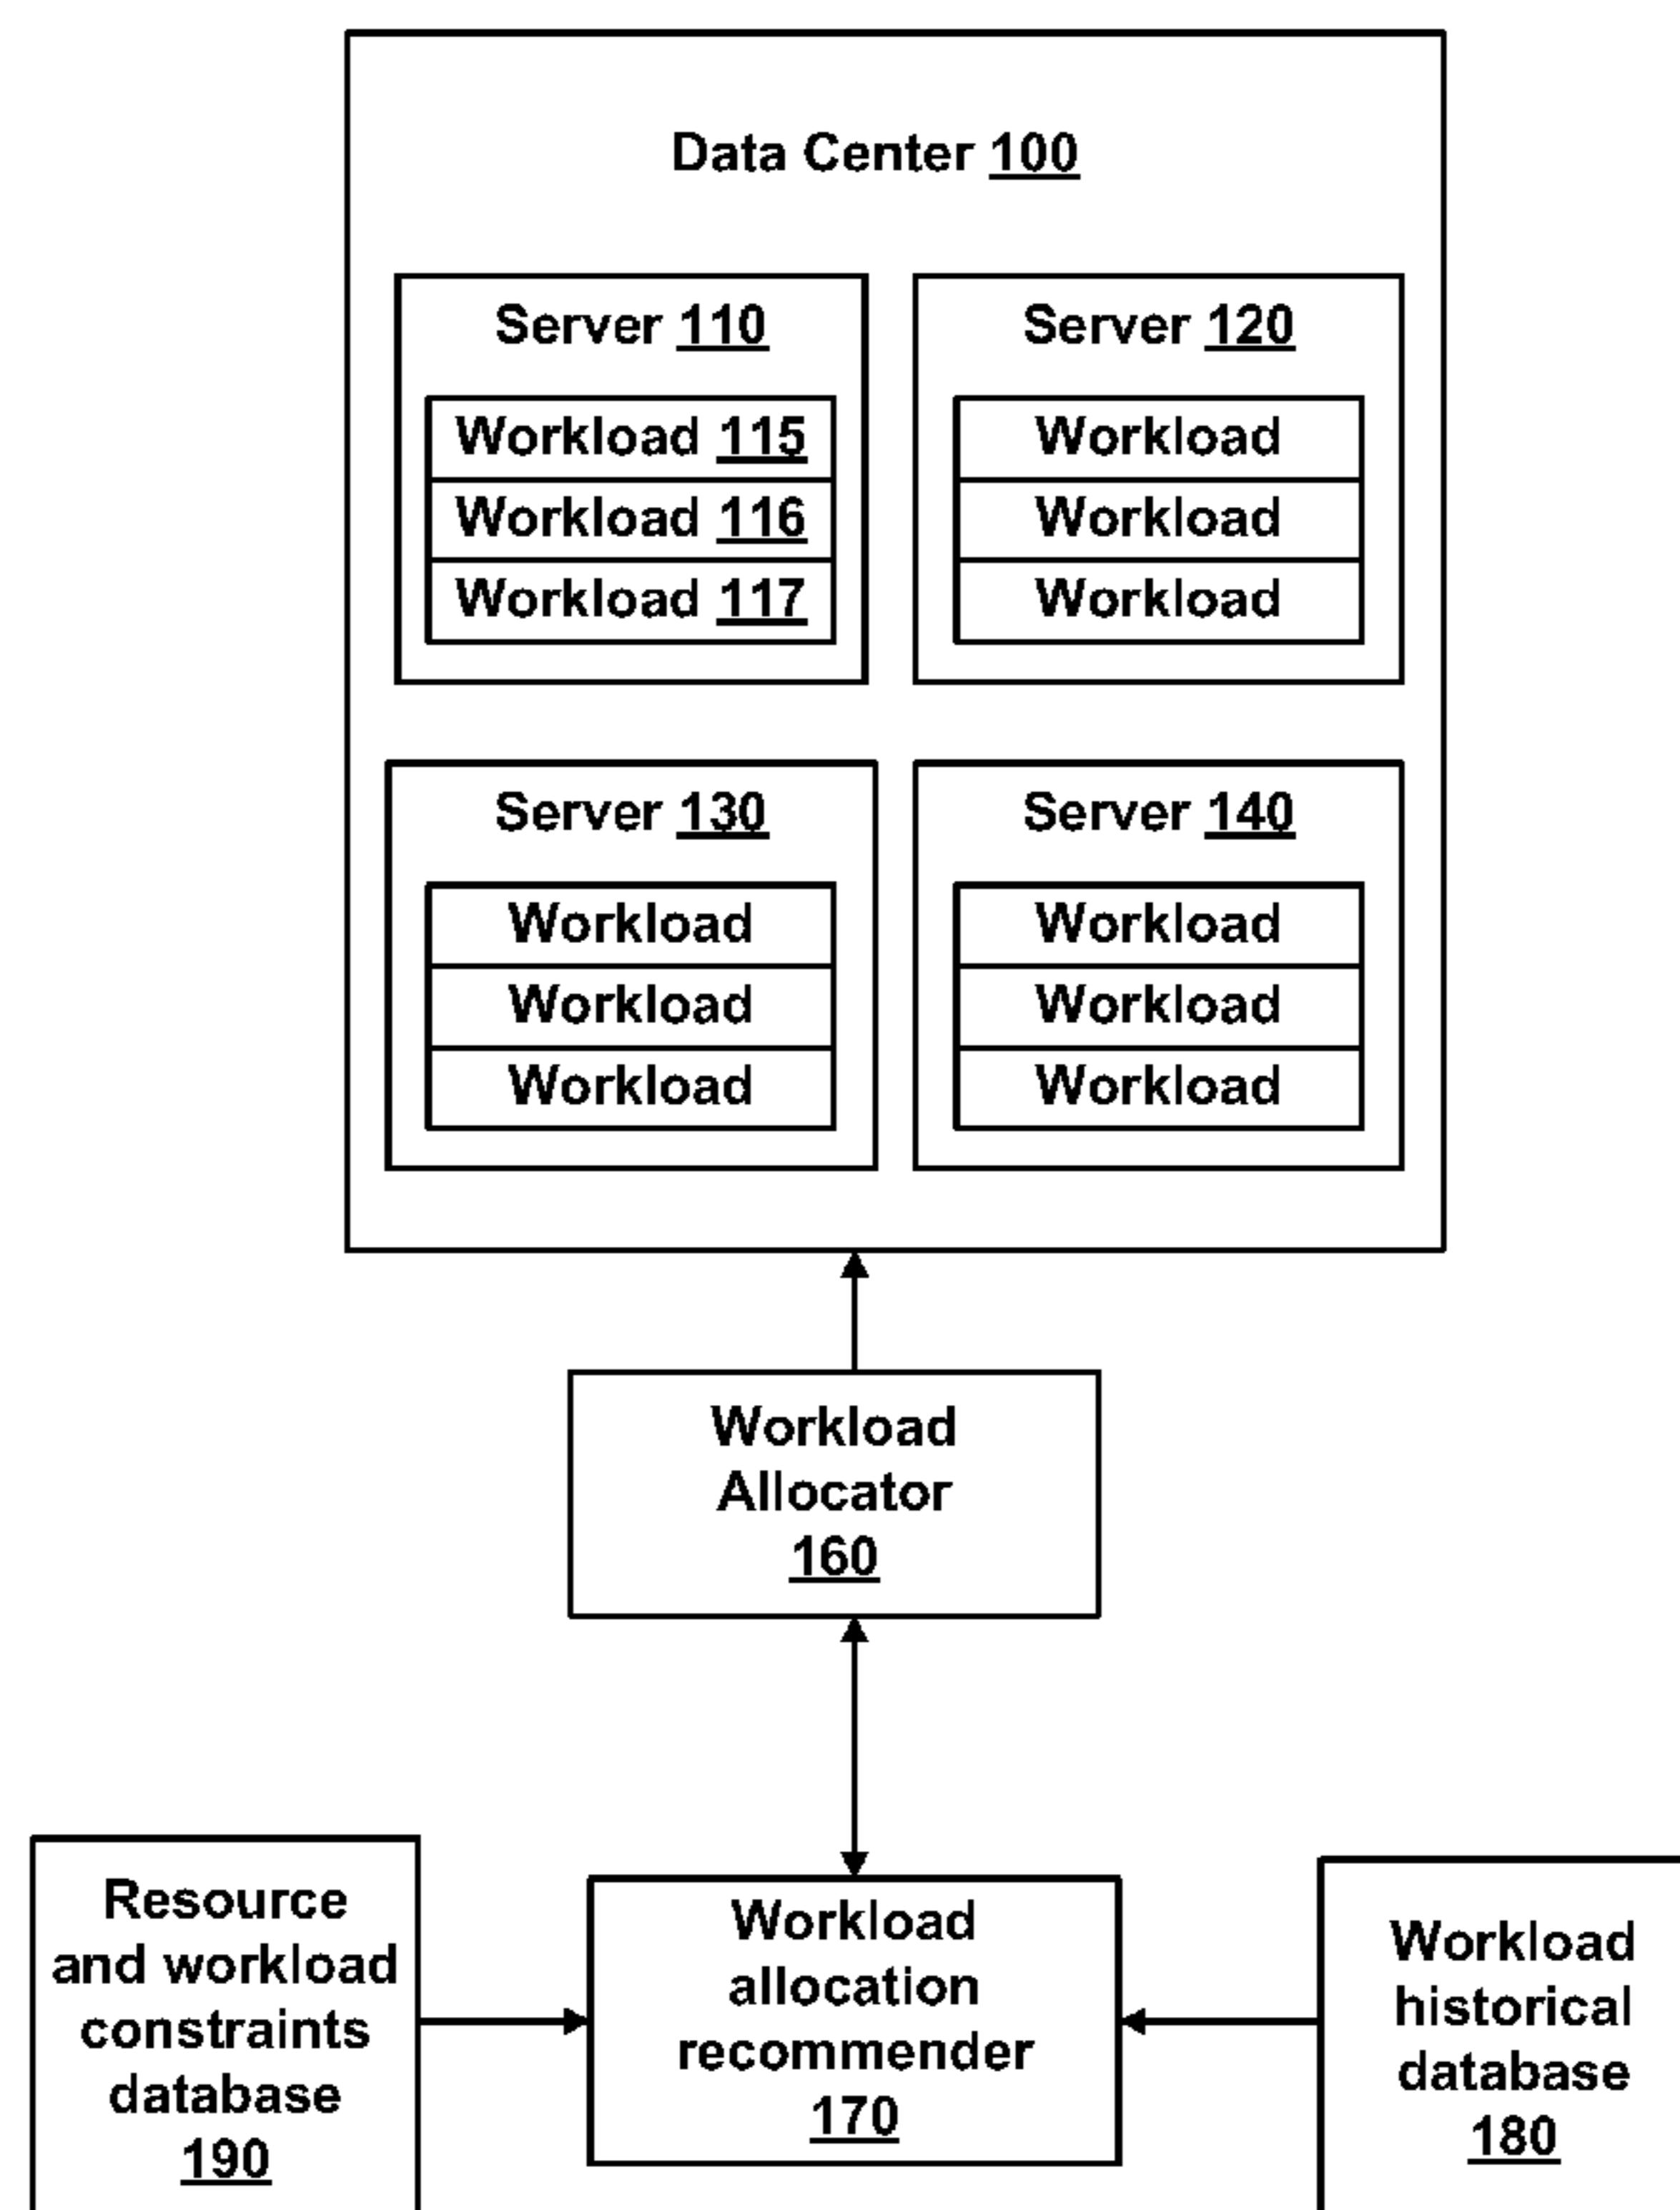 Data Center 100
Server 110
Workload 115
Workload 116
Workload 117
Server 120
Workload
Workload
Workload
Server 130
Workload
Workload
Workload
Server 140
Workload
Workload
Workload
Workload
Allocator
160
Resource
and workload
constraints
database
190
Workload
allocation
recommender
170
Workload
historical
database
180